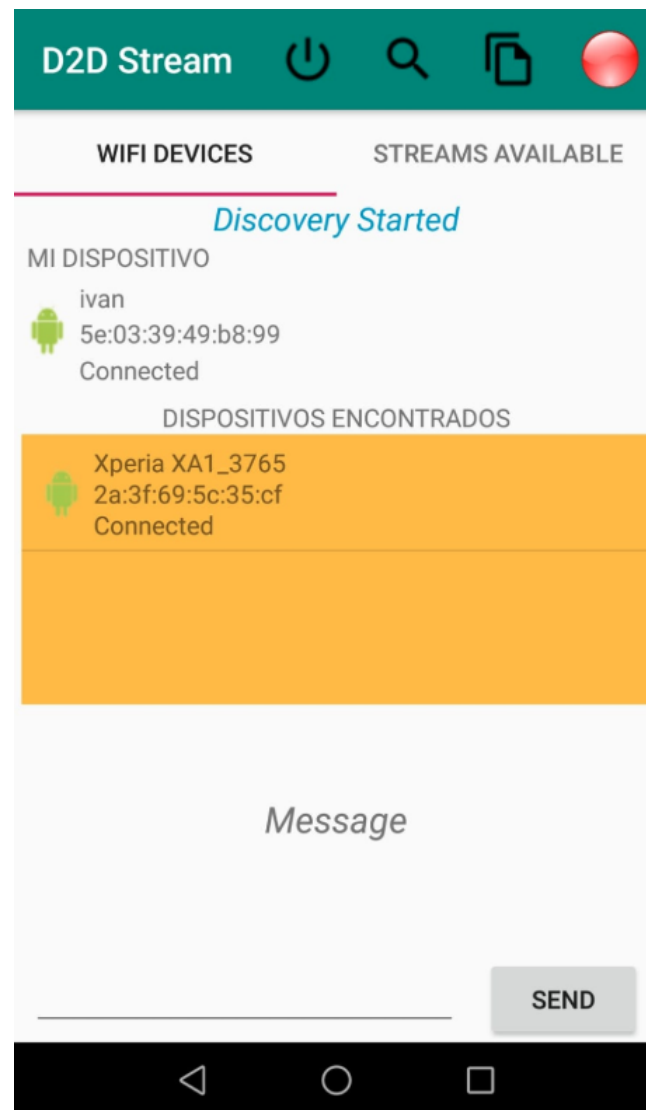 D2D Stream
WIFI DEVICES
STREAMS AVAILABLE
Discovery Started
MI DISPOSITIVO
ivan
5e:03:39:49:b8:99
Connected
DISPOSITIVOS ENCONTRADOS
Xperia XA1_3765
2a:3f:69:5c:35:cf
Connected
Message
SEND